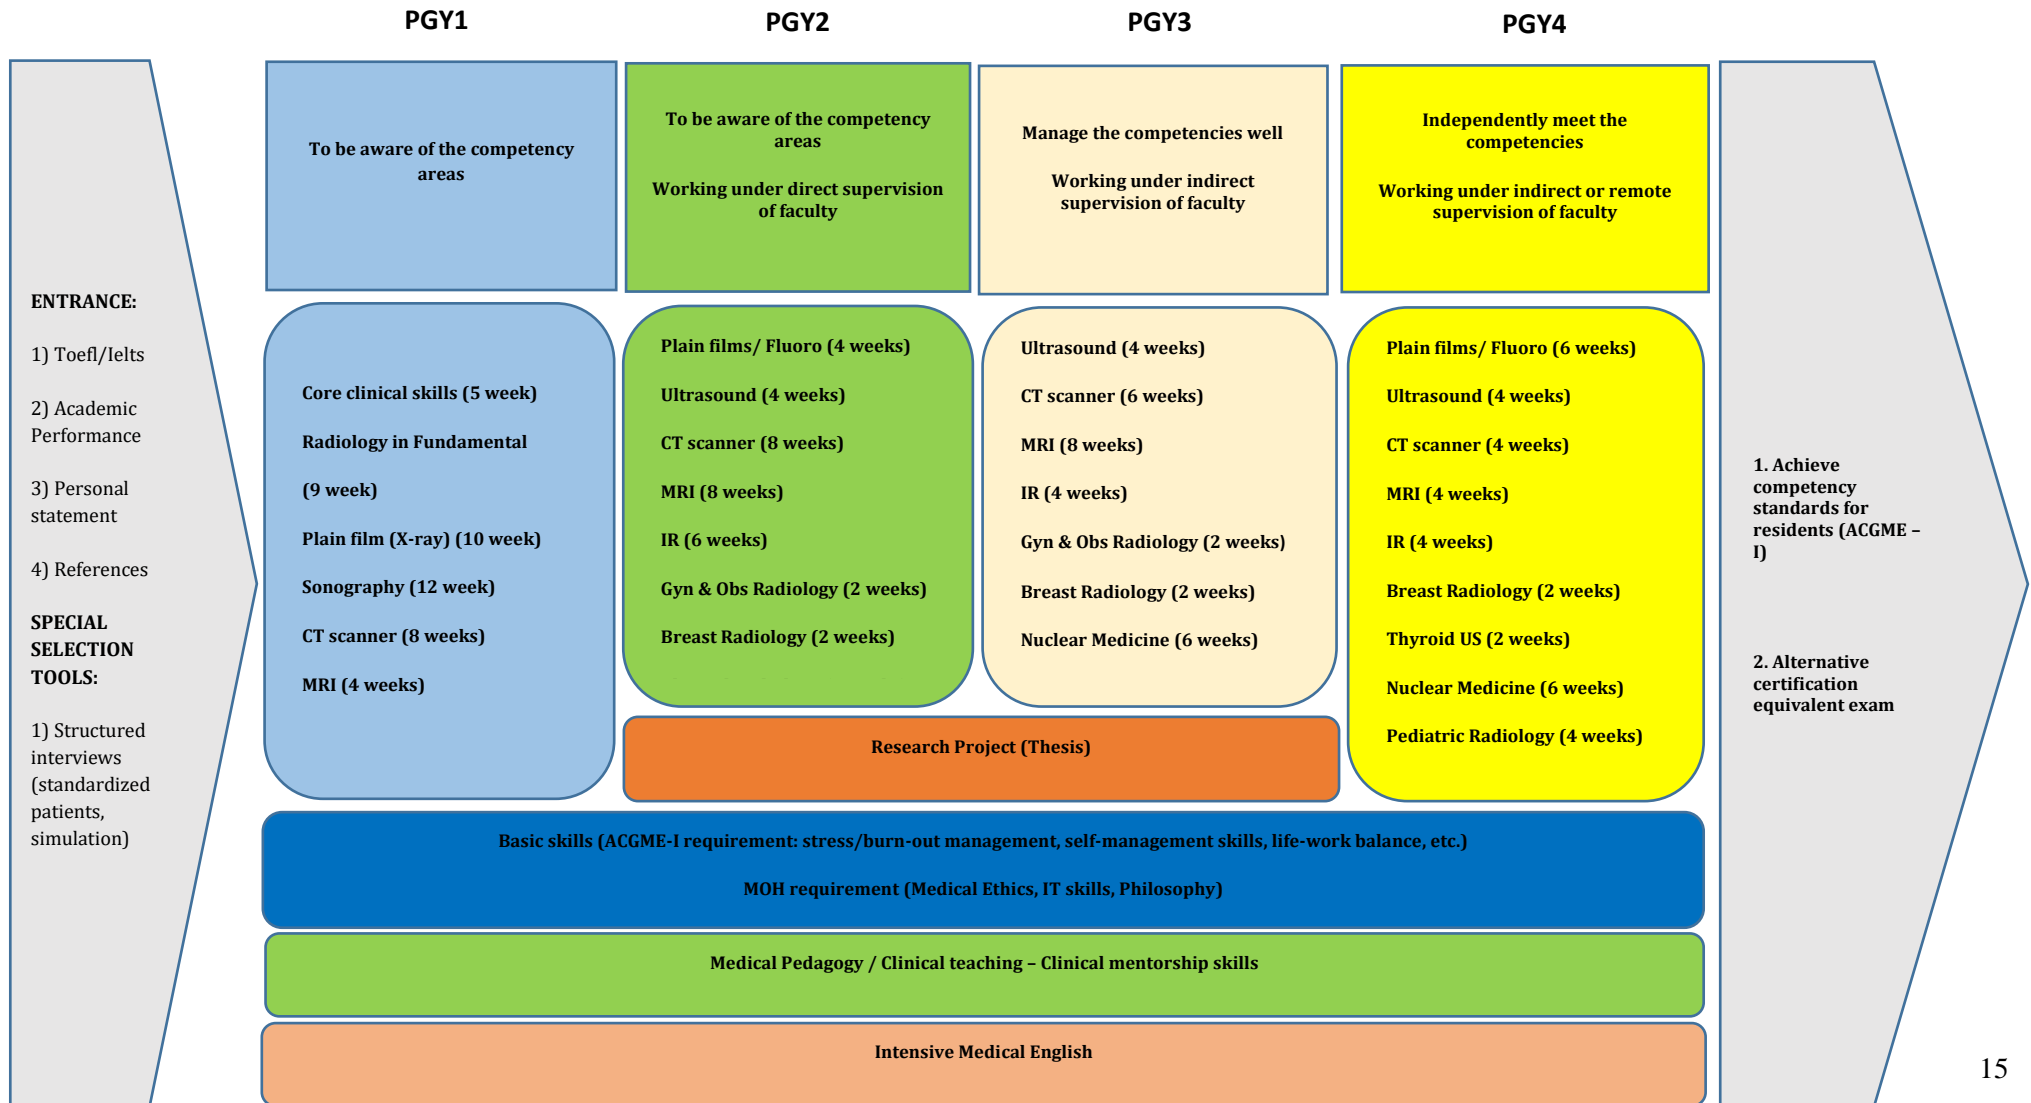 PGY1
PGY2
PGY3
PGY4
ENTRANCE:
1) Toefl/Ielts
2) Academic
Performance
3) Personal
statement
4) References
SPECIAL
SELECTION
TOOLS:
1) Structured
interviews
(standardized
patients,
simulation)
To be aware of the competency
areas
Core clinical skills (5 week)
Radiology in Fundamental
(9 week)
Plain film (X-ray) (10 week)
Sonography (12 week)
CT scanner (8 weeks)
MRI (4 weeks)
To be aware of the competency
areas
Working under direct supervision
of faculty
Plain films/ Fluoro (4 weeks)
Ultrasound (4 weeks)
CT scanner (8 weeks)
MRI (8 weeks)
IR (6 weeks)
Gyn & Obs Radiology (2 weeks)
Breast Radiology (2 weeks)
Manage the competencies well
Working under indirect
supervision of faculty
Ultrasound (4 weeks)
CT scanner (6 weeks)
MRI (8 weeks)
IR (4 weeks)
Gyn & Obs Radiology (2 weeks)
Breast Radiology (2 weeks)
Nuclear Medicine (6 weeks)
Independently meet the
competencies
Working under indirect or remote
supervision of faculty
Plain films/ Fluoro (6 weeks)
Ultrasound (4 weeks)
CT scanner (4 weeks)
MRI (4 weeks)
IR (4 weeks)
Breast Radiology (2 weeks)
Thyroid US (2 weeks)
Nuclear Medicine (6 weeks)
Pediatric Radiology (4 weeks)
Research Project (Thesis)
Basic skills (ACGME-I requirement: stress/burn-out management, self-management skills, life-work balance, etc.)
MOH requirement (Medical Ethics, IT skills, Philosophy)
Medical Pedagogy / Clinical teaching – Clinical mentorship skills
Intensive Medical English
1. Achieve
competency
standards for
residents (ACGME –
I)
2. Alternative
certification
equivalent exam
15